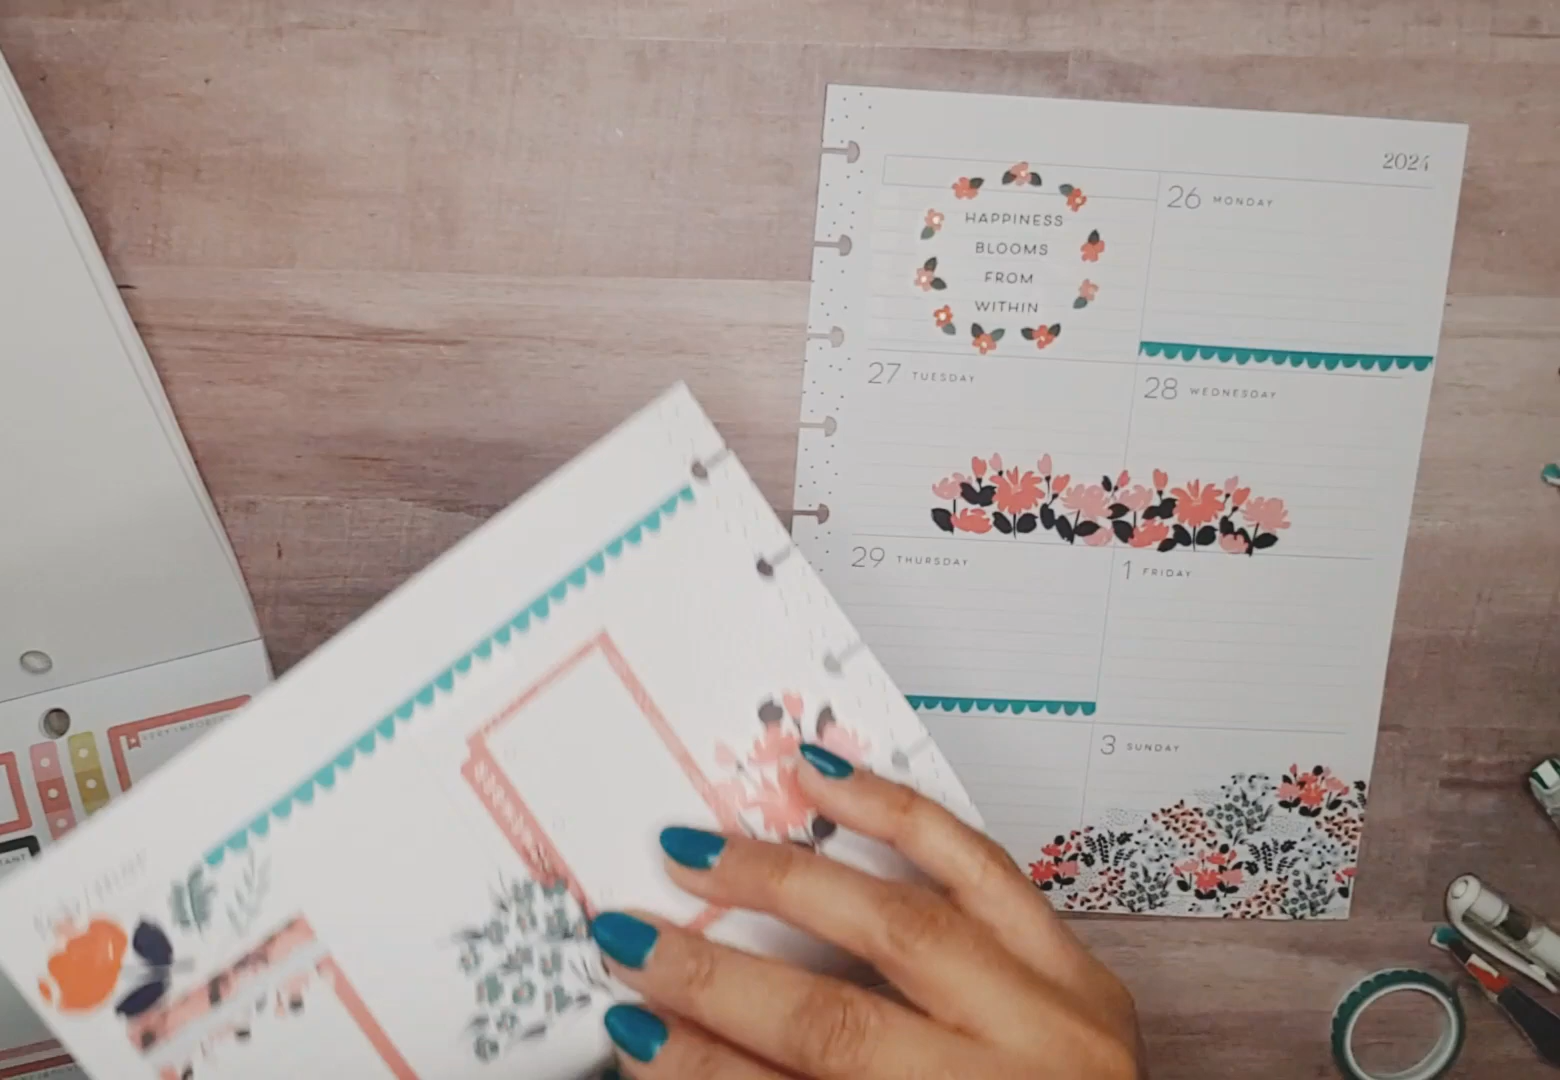 2024
HAPPINESS
BLOOMS
FROM
WITHIN
26 MONDAY
27 TUESDAY
28 WEDNESDAY
29 THURSDAY
1 FRIDAY
3 SUNDAY